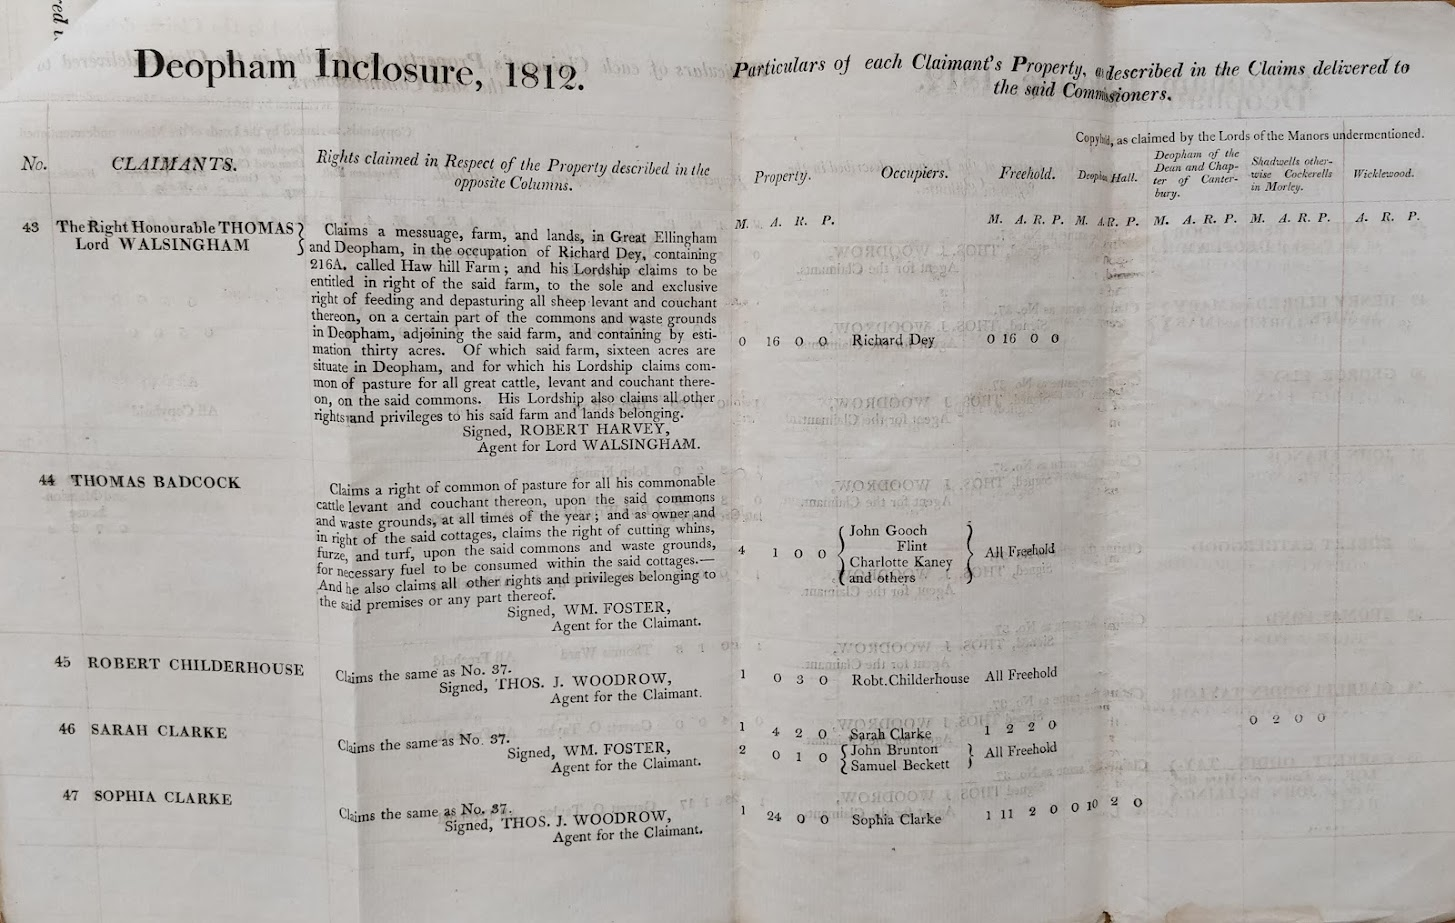 Deopham Inclosure, 1812.
Particulars of each Claimant's Property, as described in the Claims delivered to
the said Commissioners.
Copyhold, as claimed by the Lords of the Manors undermentioned.
No. CLAIMANTS. Rights claimed in Respect of the Property described in the
opposite Columns.
Property. Occupiers. Freehold. Deopham Hall.
Deopham of the
Dean and Chap-
ter of Canter-
bury.
Shadwells other-
wise Cockerells
in Morley.
Wicklewood.
M. A. R. P. M. A. R. P. M. A. R. P. M. A. R. P. M. A. R. P. A. R. P.
43 The Right Honourable THOMAS
Lord WALSINGHAM
Claims a messuage, farm, and lands, in Great Ellingham
and Deopham, in the occupation of Richard Dey, containing
216A. called Haw hill Farm; and his Lordship claims to be
entitled in right of the said farm, to the sole and exclusive
right of feeding and depasturing all sheep levant and couchant
thereon, on a certain part of the commons and waste grounds
in Deopham, adjoining the said farm, and containing by esti-
mation thirty acres. Of which said farm, sixteen acres are
situate in Deopham, and for which his Lordship claims com-
mon of pasture for all great cattle, levant and couchant there-
on, on the said commons. His Lordship also claims all other
rights and privileges to his said farm and lands belonging.
Signed, ROBERT HARVEY,
Agent for Lord WALSINGHAM.
0 16 0 0 Richard Dey 0 16 0 0
44 THOMAS BADCOCK
Claims a right of common of pasture for all his commonable
cattle levant and couchant thereon, upon the said commons
and waste grounds, at all times of the year; and as owner and
in right of the said cottages, claims the right of cutting whins,
furze, and turf, upon the said commons and waste grounds,
for necessary fuel to be consumed within the said cottages.—
And he also claims all other rights and privileges belonging to
the said premises or any part thereof.
Signed, WM. FOSTER,
Agent for the Claimant.
4 1 0 0
John Gooch
Flint
Charlotte Kaney
and others
All Freehold
45 ROBERT CHILDERHOUSE
Claims the same as No. 37.
Signed, THOS. J. WOODROW,
Agent for the Claimant.
1 0 3 0 Robt. Childerhouse All Freehold
46 SARAH CLARKE
Claims the same as No. 37.
Signed, WM. FOSTER,
Agent for the Claimant.
1 4 2 0 Sarah Clarke 1 2 2 0 0 2 0 0
2 0 1 0 John Brunton
Samuel Beckett
All Freehold
47 SOPHIA CLARKE
Claims the same as No. 37.
Signed, THOS. J. WOODROW,
Agent for the Claimant.
1 24 0 0 Sophia Clarke 1 11 2 0 0 10 2 0